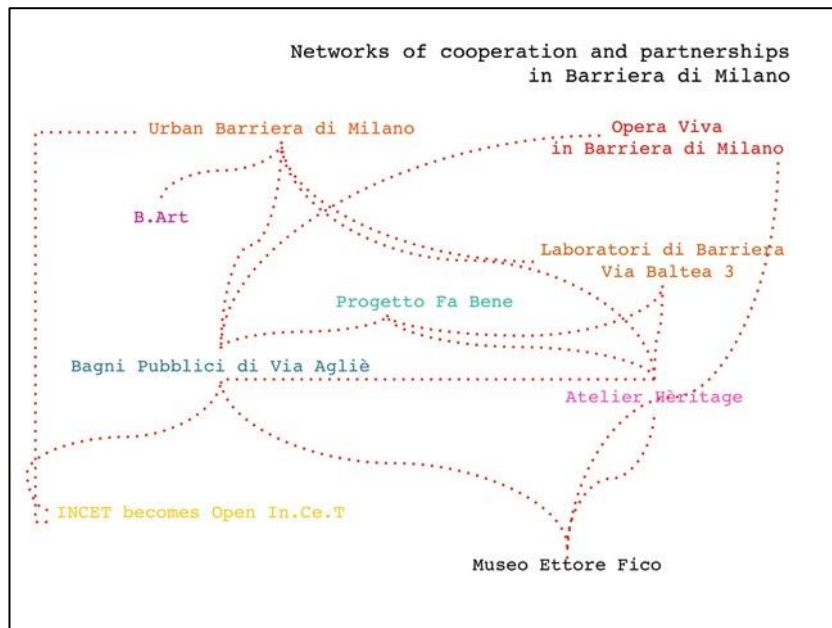 Networks of cooperation and partnerships
in Barriera di Milano
Urban Barriera di Milano
Opera Viva
in Barriera di Milano
B.Art
Laboratori di Barriera
Via Baltea 3
Progetto Fa Bene
Bagni Pubblici di Via Agliè
Atelier Hèritage
INCET becomes Open In.Ce.T
Museo Ettore Fico